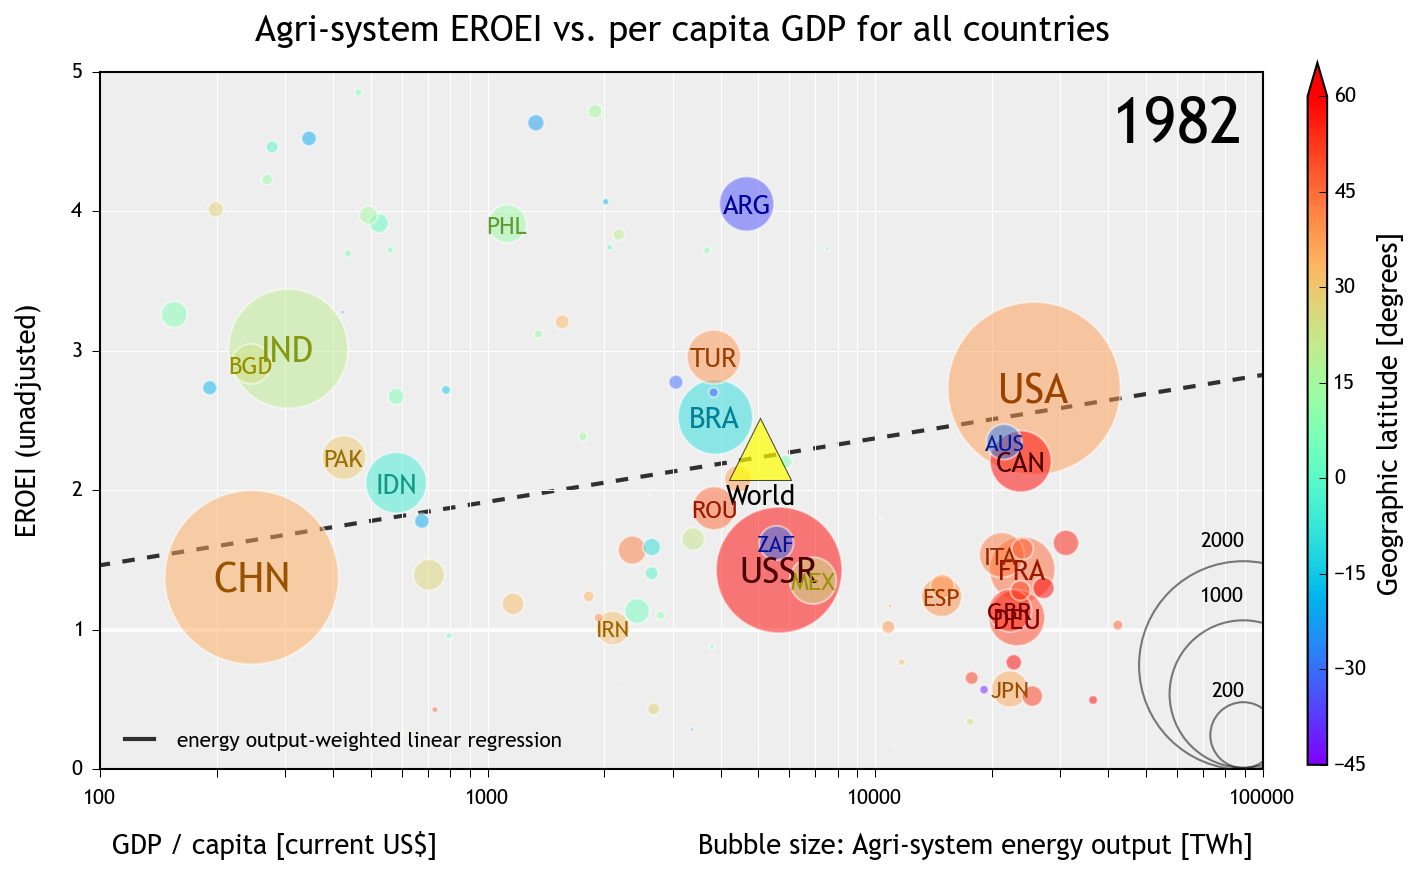 Agri-system EROEI vs. per capita GDP for all countries
1982
5
4
3
2
1
0
EROEI (unadjusted)
ARG
PHL
IND
BGD
TUR
USA
BRA
AUS
CAN
PAK
IDN
World
ROU
ZAF
USSR
MEX
CHN
ITA
FRA
ESP
GBR
DEU
IRN
JPN
2000
1000
200
energy output-weighted linear regression
100
1000
10000
100000
GDP / capita [current US$]
Bubble size: Agri-system energy output [TWh]
60
45
30
15
0
−15
−30
−45
Geographic latitude [degrees]